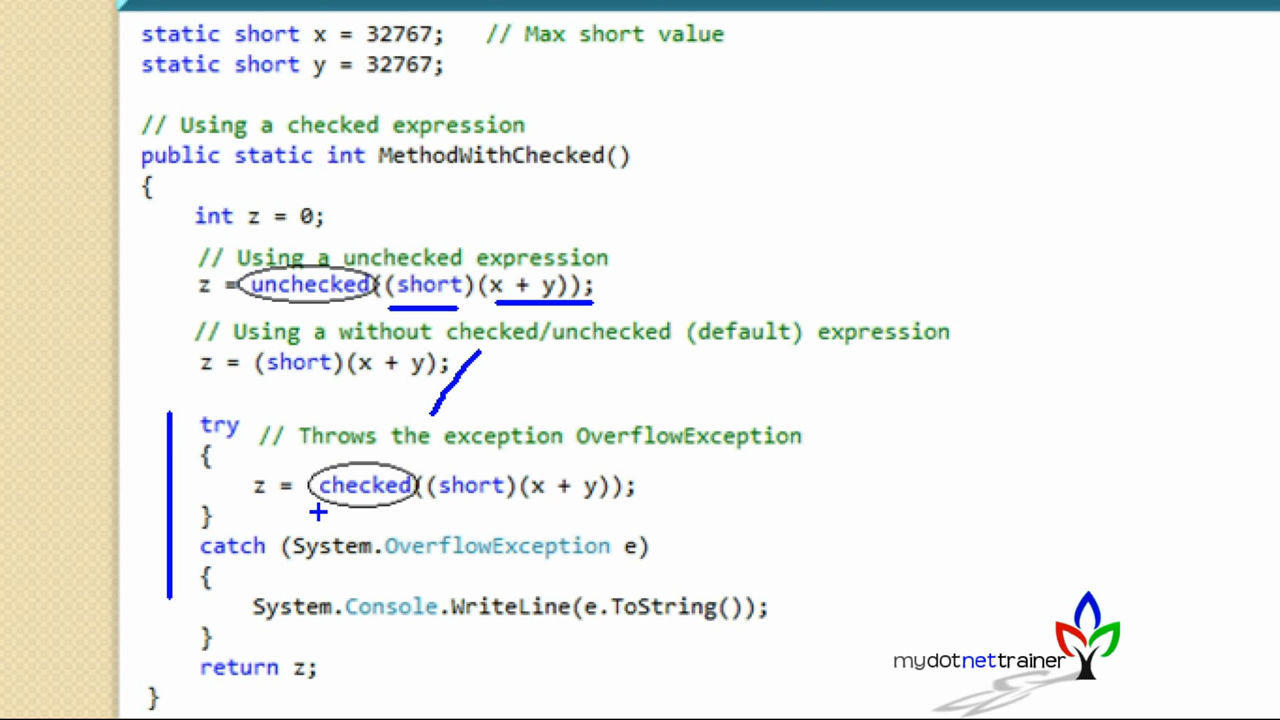 static short x = 32767;   // Max short value
static short y = 32767;
// Using a checked expression
public static int MethodWithChecked()
{
int z = 0;
// Using a unchecked expression
z = unchecked((short)(x + y));
// Using a without checked/unchecked (default) expression
z = (short)(x + y);
try // Throws the exception OverflowException
{
z = checked((short)(x + y));
}
catch (System.OverflowException e)
{
System.Console.WriteLine(e.ToString());
}
return z;
}
mydotnettrainer